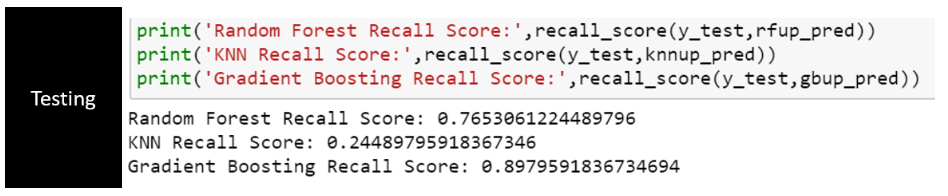 Testing
print('Random Forest Recall Score:',recall_score(y_test,rfup_pred))
print('KNN Recall Score:',recall_score(y_test,knnup_pred))
print('Gradient Boosting Recall Score:',recall_score(y_test,gbup_pred))
Random Forest Recall Score: 0.7653061224489796
KNN Recall Score: 0.24489795918367346
Gradient Boosting Recall Score: 0.8979591836734694